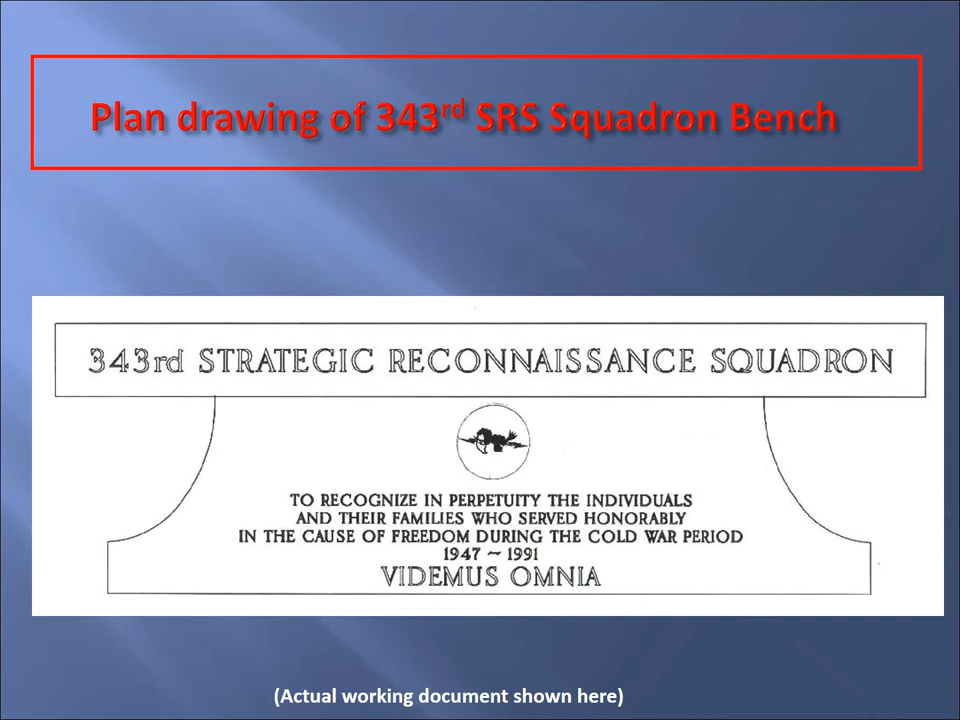 Plan drawing of 343rd SRS Squadron Bench
343rd STRATEGIC RECONNAISSANCE SQUADRON
TO RECOGNIZE IN PERPETUITY THE INDIVIDUALS
AND THEIR FAMILIES WHO SERVED HONORABLY
IN THE CAUSE OF FREEDOM DURING THE COLD WAR PERIOD
1947 ~ 1991
VIDEMUS OMNIA
(Actual working document shown here)